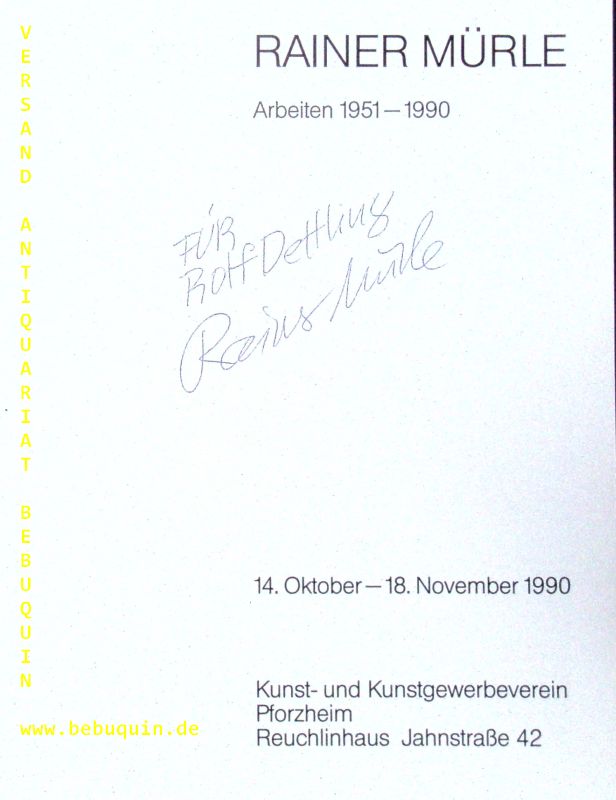 RAINER MÜRLE
Arbeiten 1951—1990
FÜR
Rolf Dettling
Rainer Mürle
14. Oktober—18. November 1990
Kunst- und Kunstgewerbeverein
Pforzheim
Reuchlinhaus Jahnstraße 42
VERSAND ANTIQUARIAT BEBUQUIN
www.bebuquin.de